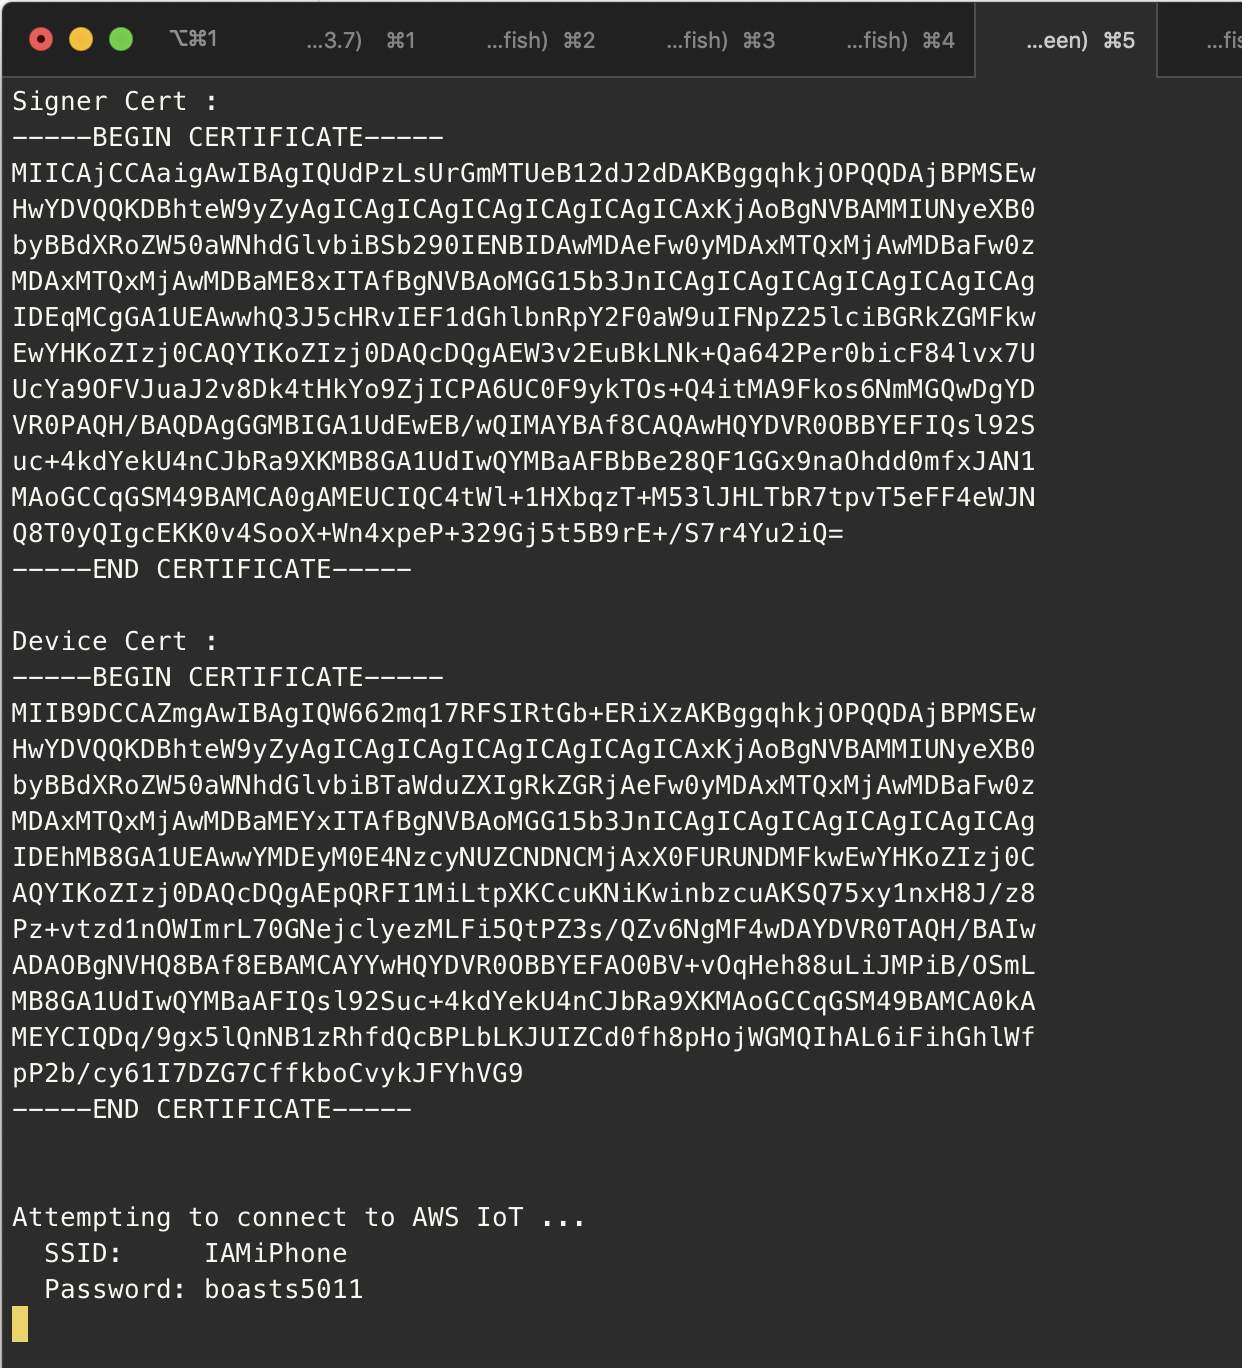 ⌥⌘1 ...3.7) ⌘1 ...fish) ⌘2 ...fish) ⌘3 ...fish) ⌘4 ...een) ⌘5 ...fis
Signer Cert :
-----BEGIN CERTIFICATE-----
MIICAjCCAaigAwIBAgIQUdPzLsUrGmMTUeB12dJ2dDAKBggqhkjOPQQDAjBPMSEw
HwYDVQQKDBhteW9yZyAgICAgICAgICAgICAgICAgICAxKjAoBgNVBAMMIUNyeXB0
byBBdXRoZW50aWNhdGlvbiBSb290IENBIDAwMDAeFw0yMDAxMTQxMjAwMDBaFw0z
MDAxMTQxMjAwMDBaME8xITAfBgNVBAoMGG15b3JnICAgICAgICAgICAgICAgICAg
IDEqMCgGA1UEAwwhQ3J5cHRvIEF1dGhlbnRpY2F0aW9uIFNpZ25lciBGRkZGMFkw
EwYHKoZIzj0CAQYIKoZIzj0DAQcDQgAEW3v2EuBkLNk+Qa642Per0bicF84lvx7U
UcYa9OFVJuaJ2v8Dk4tHkYo9ZjICPA6UC0F9ykTOs+Q4itMA9Fkos6NmMGQwDgYD
VR0PAQH/BAQDAgGGMBIGA1UdEwEB/wQIMAYBAf8CAQAwHQYDVR0OBBYEFIQsl92S
uc+4kdYekU4nCJbRa9XKMB8GA1UdIwQYMBaAFBbBe28QF1GGx9naOhdd0mfxJAN1
MAoGCCqGSM49BAMCA0gAMEUCIQC4tWl+1HXbqzT+M53lJHLTbR7tpvT5eFF4eWJN
Q8T0yQIgcEKK0v4SooX+Wn4xpeP+329Gj5t5B9rE+/S7r4Yu2iQ=
-----END CERTIFICATE-----
Device Cert :
-----BEGIN CERTIFICATE-----
MIIB9DCCAZmgAwIBAgIQW662mq17RFSIRtGb+ERiXzAKBggqhkjOPQQDAjBPMSEw
HwYDVQQKDBhteW9yZyAgICAgICAgICAgICAgICAgICAxKjAoBgNVBAMMIUNyeXB0
byBBdXRoZW50aWNhdGlvbiBTaWduZXIgRkZGRjAeFw0yMDAxMTQxMjAwMDBaFw0z
MDAxMTQxMjAwMDBaMEYxITAfBgNVBAoMGG15b3JnICAgICAgICAgICAgICAgICAg
IDEhMB8GA1UEAwwYMDEyM0E4NzcyNUZCNDNCMjAxX0FURUNDMFkwEwYHKoZIzj0C
AQYIKoZIzj0DAQcDQgAEpQRFI1MiLtpXKCcuKNiKwinbzcuAKSQ75xy1nxH8J/z8
Pz+vtzd1nOWImrL70GNejclyezMLFi5QtPZ3s/QZv6NgMF4wDAYDVR0TAQH/BAIw
ADAOBgNVHQ8BAf8EBAMCAYYwHQYDVR0OBBYEFAO0BV+vOqHeh88uLiJMPiB/OSmL
MB8GA1UdIwQYMBaAFIQsl92Suc+4kdYekU4nCJbRa9XKMAoGCCqGSM49BAMCA0kA
MEYCIQDq/9gx5lQnNB1zRhfdQcBPLbLKJUIZCd0fh8pHojWGMQIhAL6iFihGhlWf
pP2b/cy61I7DZG7CffkboCvykJFYhVG9
-----END CERTIFICATE-----
Attempting to connect to AWS IoT ...
SSID: IAMiPhone
Password: boasts5011